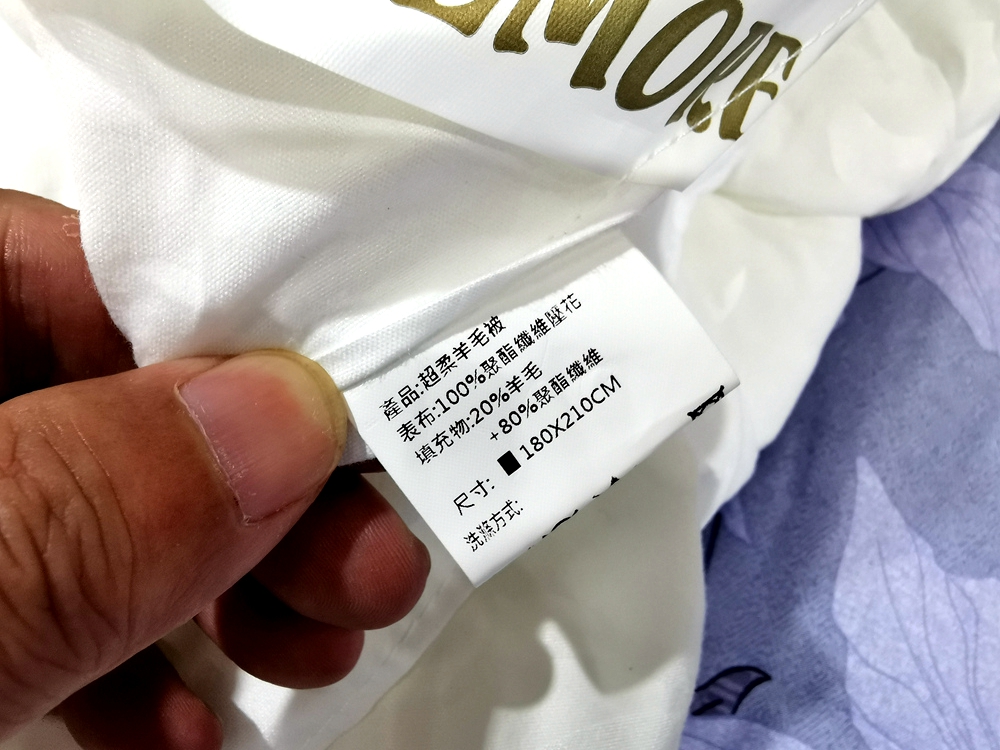 EMORE
產品:超柔羊毛被
表布:100%聚酯纖維壓花
填充物:20%羊毛
+80%聚酯纖維
尺寸: ■180X210CM
洗滌方式: